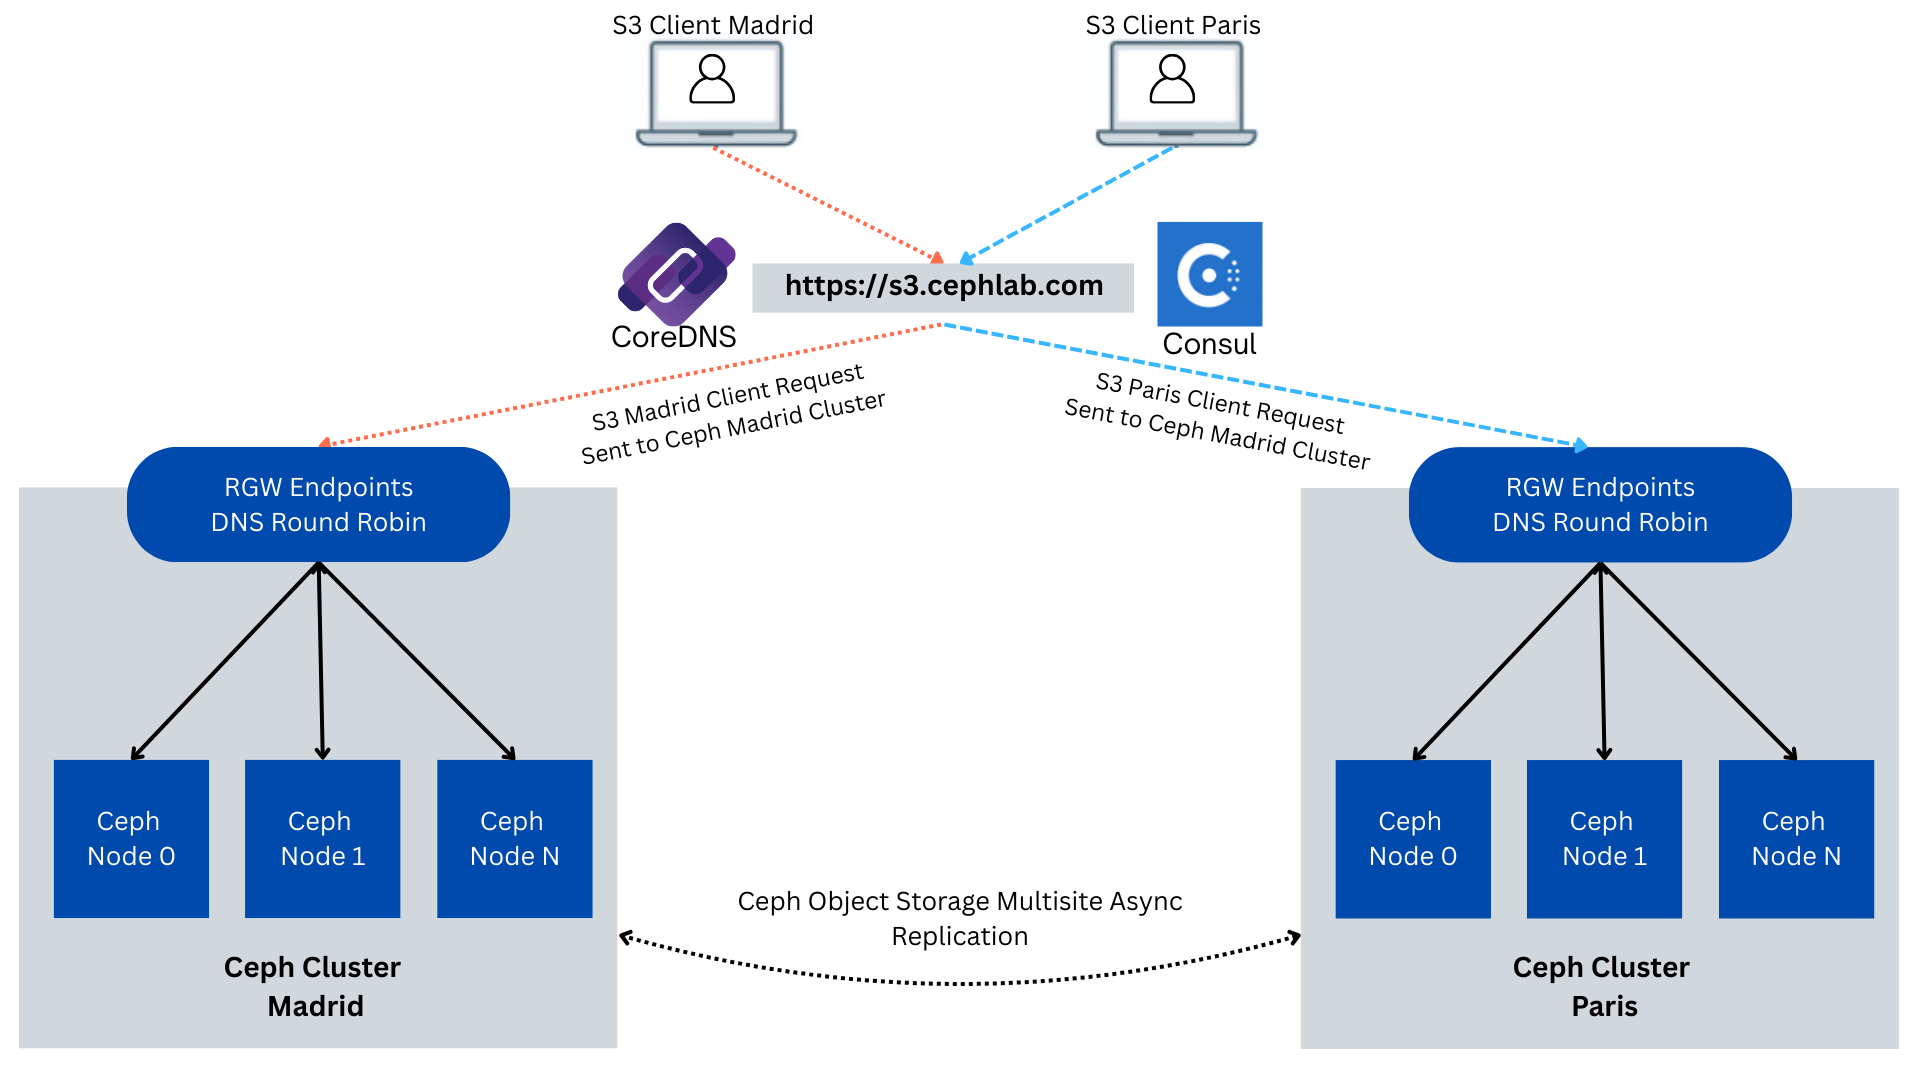 S3 Client Madrid
S3 Client Paris
https://s3.cephlab.com
CoreDNS
Consul
S3 Madrid Client Request
Sent to Ceph Madrid Cluster
S3 Paris Client Request
Sent to Ceph Madrid Cluster
RGW Endpoints
DNS Round Robin
RGW Endpoints
DNS Round Robin
Ceph
Node 0
Ceph
Node 1
Ceph
Node N
Ceph
Node 0
Ceph
Node 1
Ceph
Node N
Ceph Object Storage Multisite Async
Replication
Ceph Cluster
Madrid
Ceph Cluster
Paris